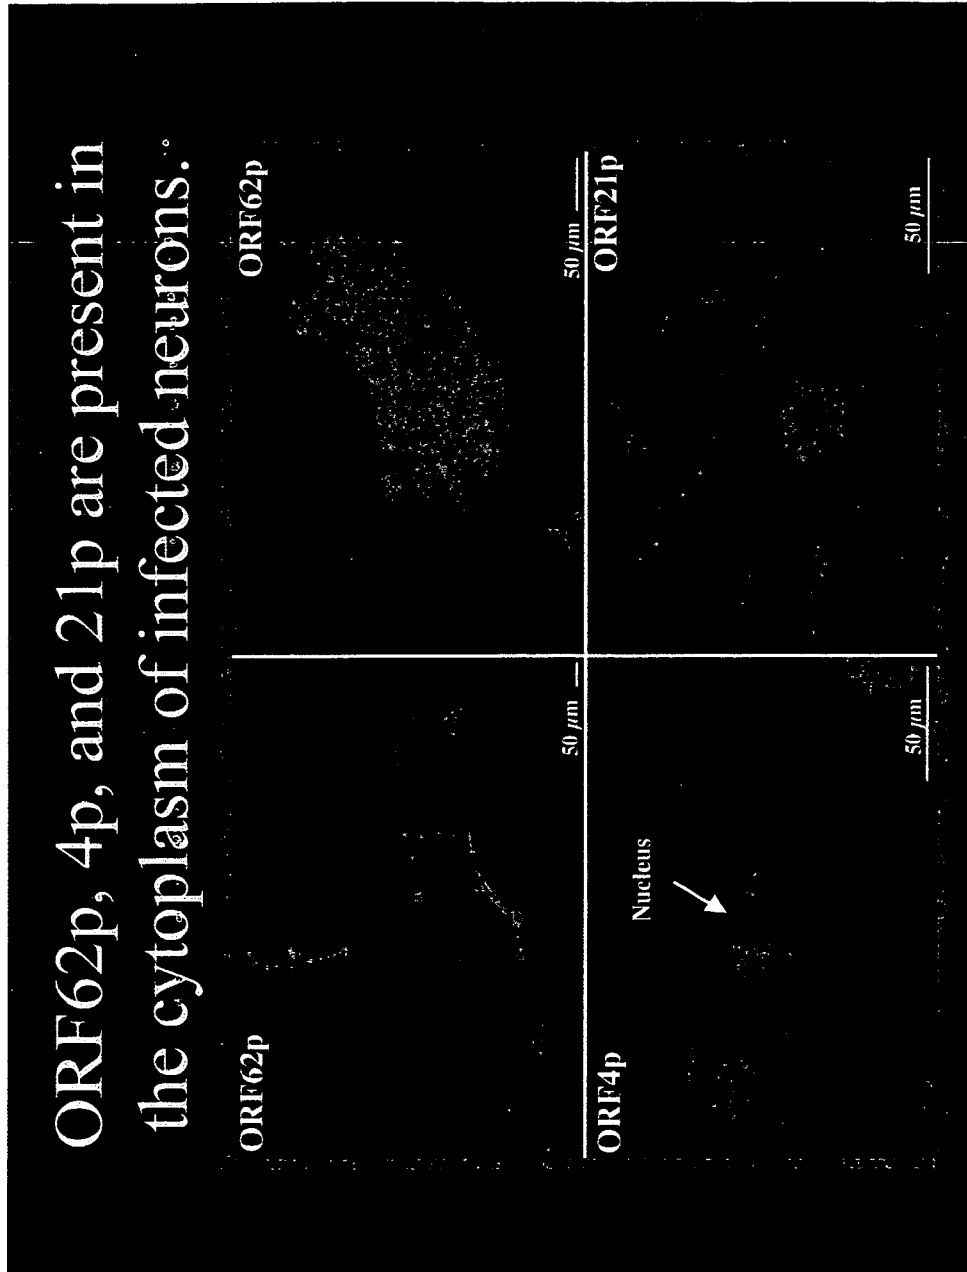 ORF62p, 4p, and 21p are present in
the cytoplasm of infected neurons.
ORF62p
50 µm
ORF62p
50 µm
ORF4p
Nucleus
50 µm
ORF21p
50 µm